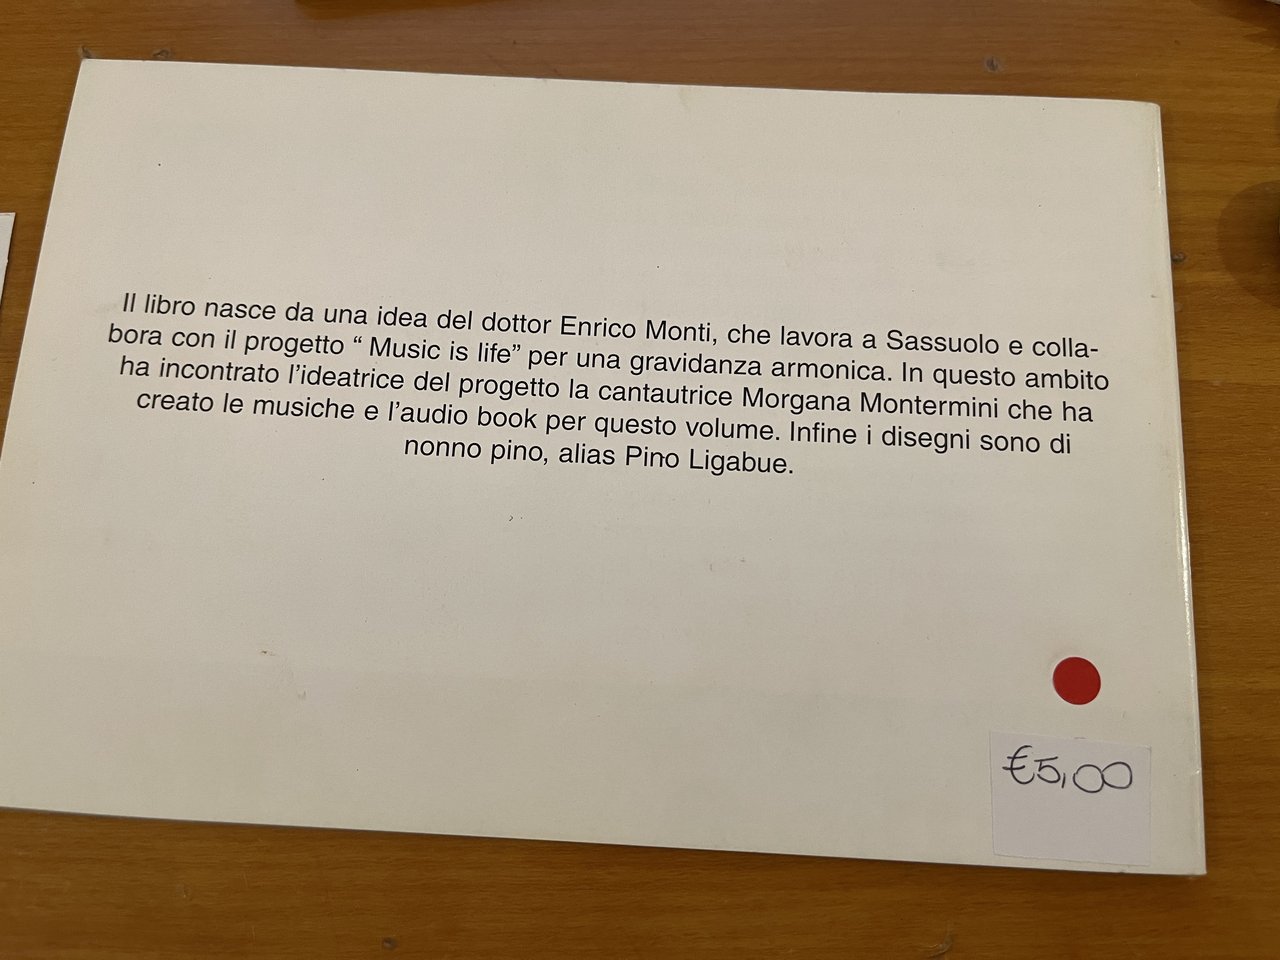 Il libro nasce da una idea del dottor Enrico Monti, che lavora a Sassuolo e colla-
bora con il progetto “ Music is life” per una gravidanza armonica. In questo ambito
ha incontrato l’ideatrice del progetto la cantautrice Morgana Montermini che ha
creato le musiche e l’audio book per questo volume. Infine i disegni sono di
nonno pino, alias Pino Ligabue.
€5,00